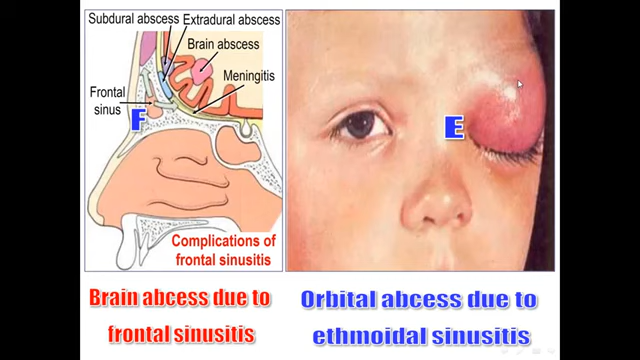 Subdural abscess
Extradural abscess
Brain abscess
Meningitis
Frontal
sinus
F
E
Complications of
frontal sinusitis
Brain abcess due to
frontal sinusitis
Orbital abcess due to
ethmoidal sinusitis